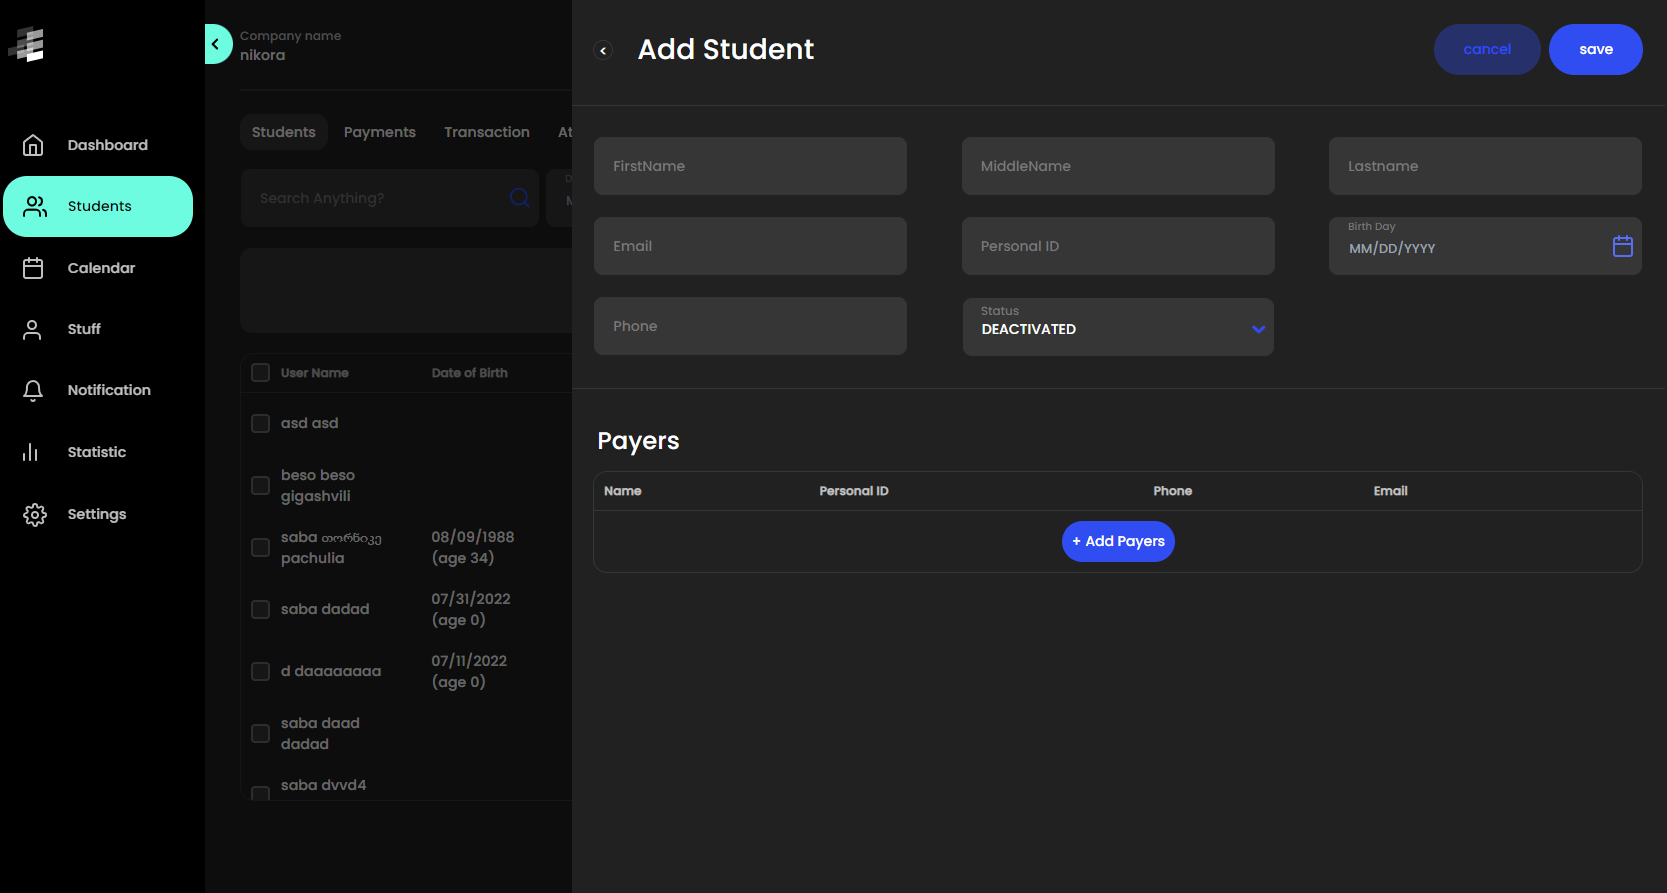 Dashboard
Students
Calendar
Stuff
Notification
Statistic
Settings
Company name
nikora
Students Payments Transaction At
Search Anything?
D
M
User Name Date of Birth
asd asd
beso beso
gigashvili
saba თორნიკე
pachulia
08/09/1988
(age 34)
saba dadad
07/31/2022
(age 0)
d daaaaaaaa
07/11/2022
(age 0)
saba daad
dadad
saba dvvd4
Add Student
cancel
save
FirstName
MiddleName
Lastname
Email
Personal ID
Birth Day
MM/DD/YYYY
Phone
Status
DEACTIVATED
Payers
Name Personal ID Phone Email
+ Add Payers